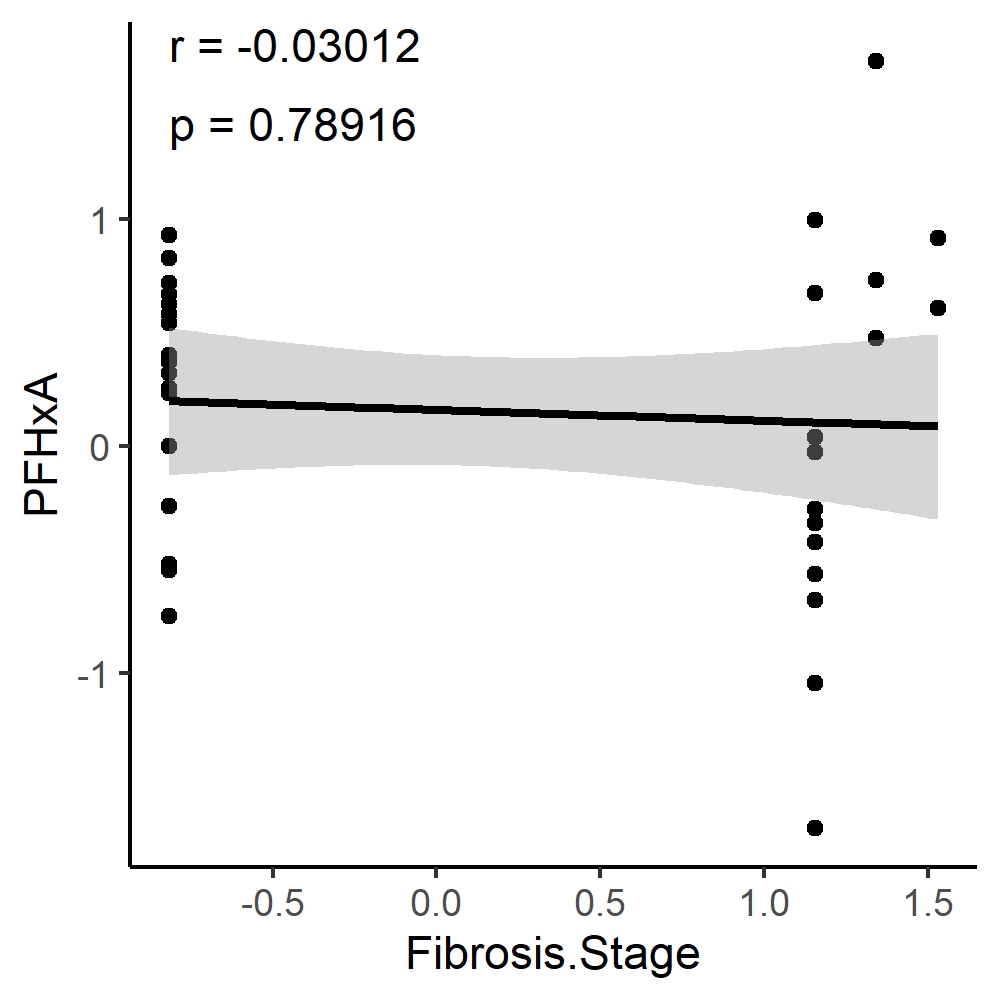 r = -0.03012
p = 0.78916
1
0
-1
PFHxA
-0.5 0.0 0.5 1.0 1.5
Fibrosis.Stage